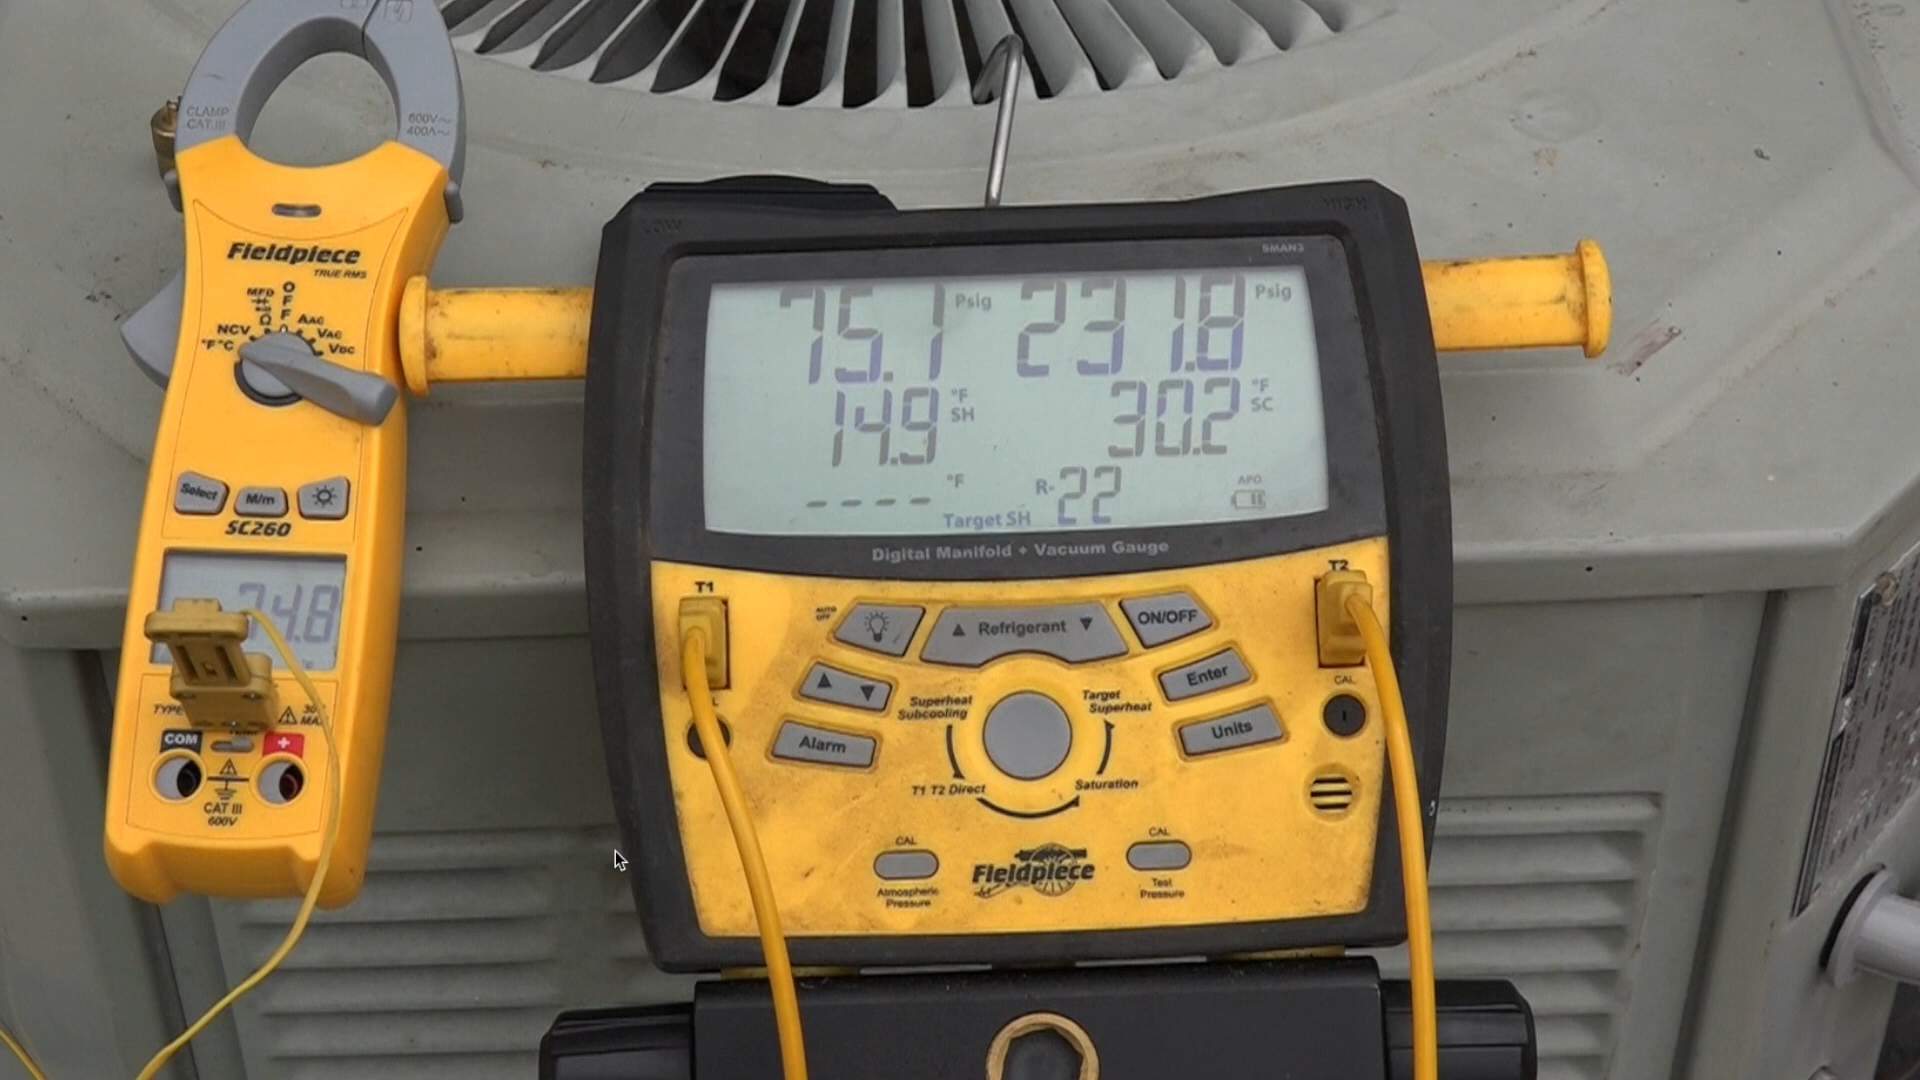 CLAMP
CAT.III
600V~
400A~
Fieldpiece
TRUE RMS
OFF
MFD
Ω
NCV
°F°C
AAC
VAC
VDC
Select
M/m
SC260
74.8
TYPE
COM
+
CAT III
600V
LOW
HIGH
SMAN3
75.1 Psig 231.8 Psig
14.9 °F SH 30.2 °F SC
---- °F
Target SH R-22
APO
Digital Manifold + Vacuum Gauge
T1
T2
AUTO OFF
▲ Refrigerant ▼
ON/OFF
▲ ▼
Enter
Superheat
Subcooling
Target
Superheat
CAL
Alarm
Units
T1 T2 Direct
Saturation
CAL
Atmospheric
Pressure
Fieldpiece
CAL
Test
Pressure